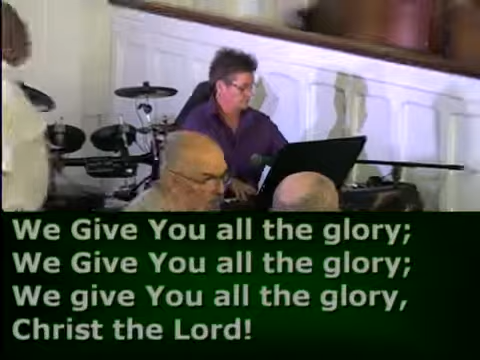 We Give You all the glory;
We Give You all the glory;
We give You all the glory,
Christ the Lord!